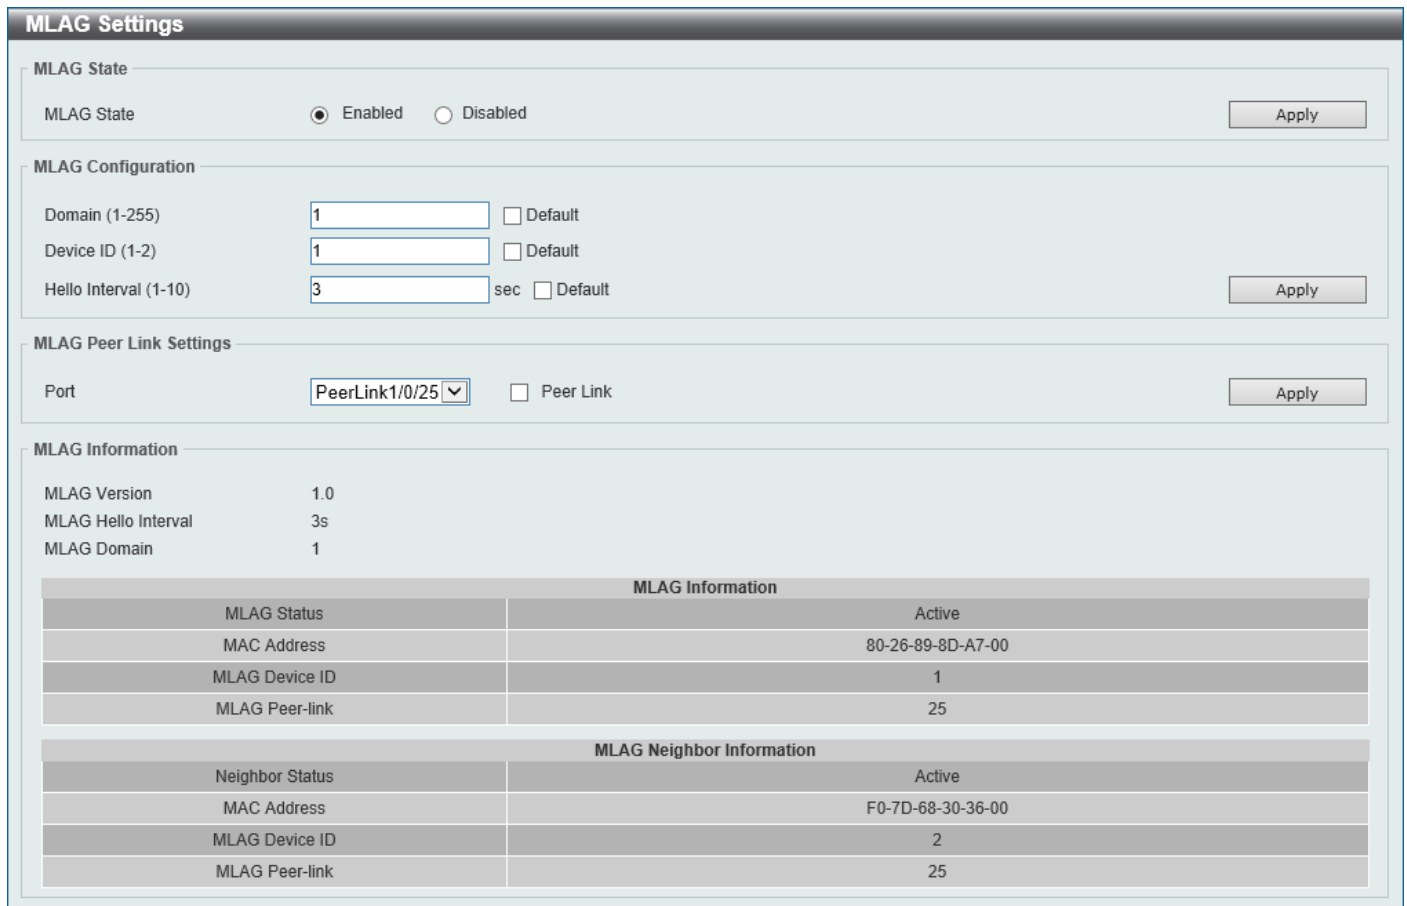 MLAG Settings
MLAG State
MLAG State Enabled Disabled Apply
MLAG Configuration
Domain (1-255) 1 Default
Device ID (1-2) 1 Default
Hello Interval (1-10) 3 sec Default Apply
MLAG Peer Link Settings
Port PeerLink1/0/25 Peer Link Apply
MLAG Information
MLAG Version 1.0
MLAG Hello Interval 3s
MLAG Domain 1
MLAG Information
MLAG Status Active
MAC Address 80-26-89-8D-A7-00
MLAG Device ID 1
MLAG Peer-link 25
MLAG Neighbor Information
Neighbor Status Active
MAC Address F0-7D-68-30-36-00
MLAG Device ID 2
MLAG Peer-link 25